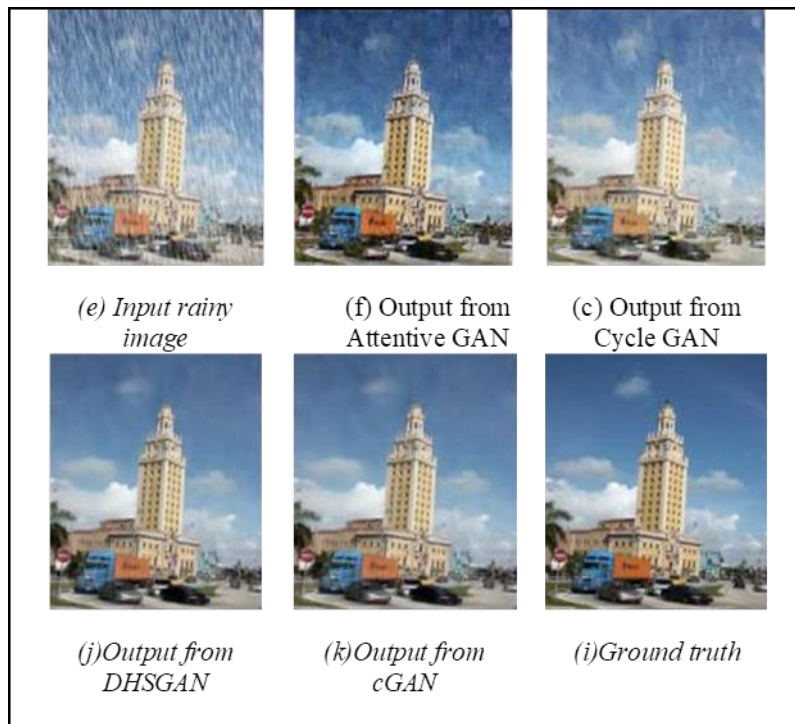 (e) Input rainy
image
(f) Output from
Attentive GAN
(c) Output from
Cycle GAN
(j)Output from
DHSGAN
(k)Output from
cGAN
(i)Ground truth